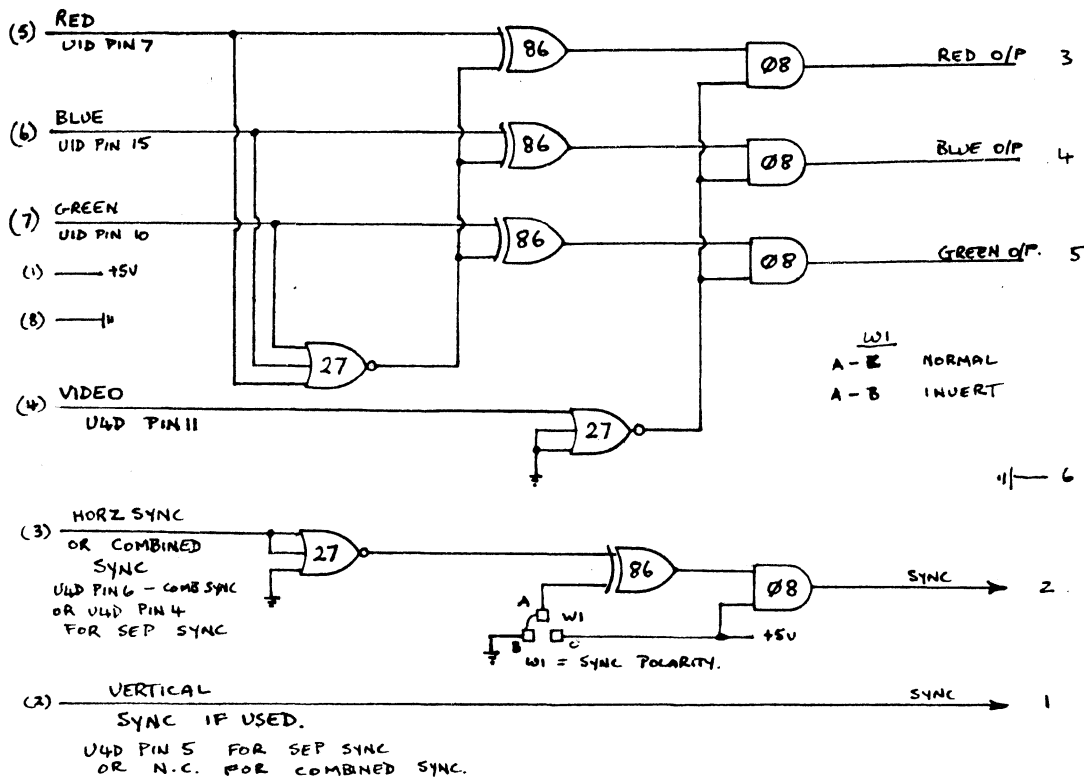 (5) RED
U1D PIN 7
86
Ø8
RED O/P 3
(6) BLUE
U1D PIN 15
86
Ø8
BLUE O/P 4
(7) GREEN
U1D PIN 10
86
Ø8
GREEN O/P. 5
(1) +5V
(8)
27
W1
A - C NORMAL
A - B INVERT
(4) VIDEO
U4D PIN 11
27
6
(3) HORZ SYNC
OR COMBINED
SYNC
U4D PIN 6 - COMB SYNC
OR U4D PIN 4
FOR SEP SYNC
27
86
Ø8
SYNC 2
A
W1
B
C
+5V
W1 = SYNC POLARITY.
(2) VERTICAL
SYNC IF USED.
SYNC 1
U4D PIN 5 FOR SEP SYNC
OR N.C. FOR COMBINED SYNC.